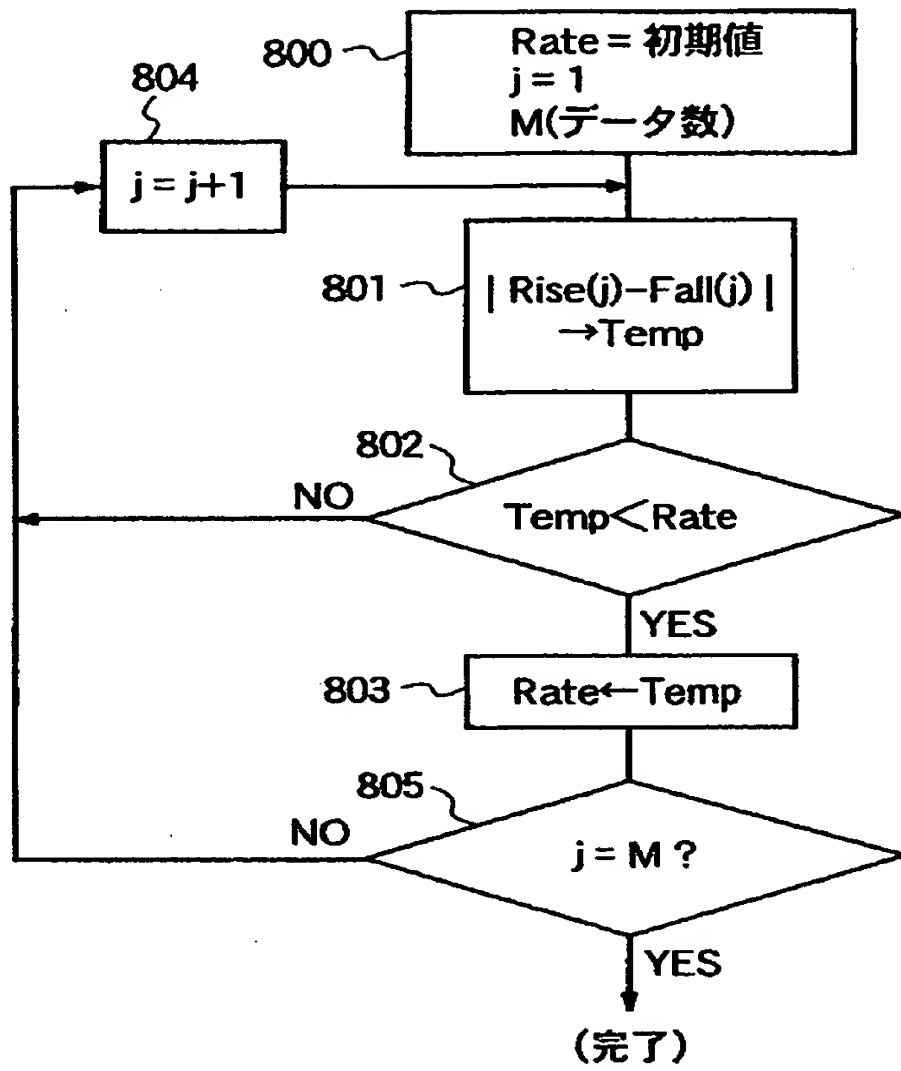 800
Rate = 初期値
j = 1
M(データ数)
804
j = j+1
801
| Rise(j)-Fall(j) |
→Temp
802
NO
Temp<Rate
YES
803
Rate←Temp
805
NO
j = M ?
YES
(完了)